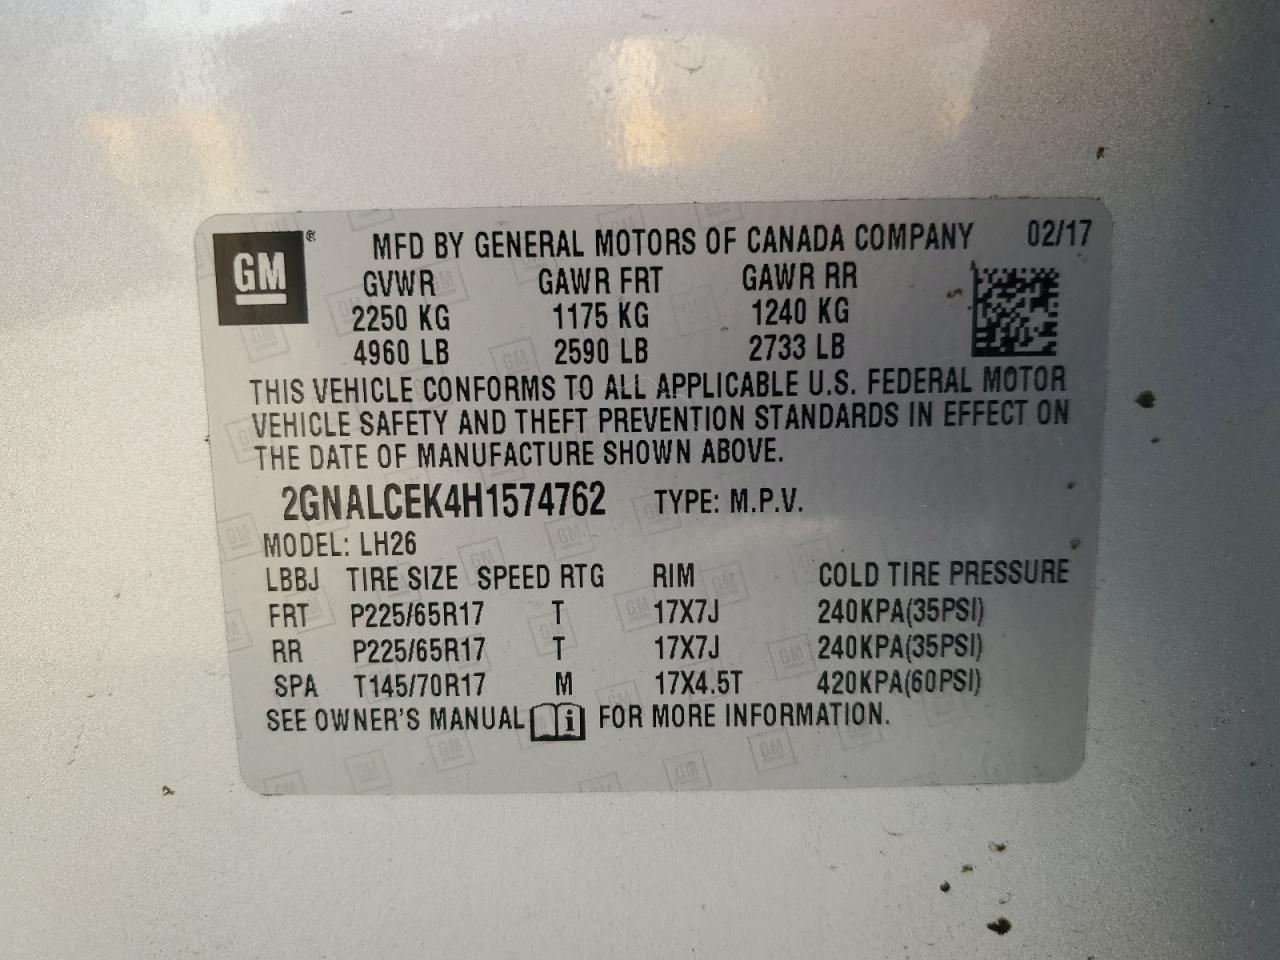 GM ® MFD BY GENERAL MOTORS OF CANADA COMPANY 02/17
GVWR GAWR FRT GAWR RR
2250 KG 1175 KG 1240 KG
4960 LB 2590 LB 2733 LB
THIS VEHICLE CONFORMS TO ALL APPLICABLE U.S. FEDERAL MOTOR
VEHICLE SAFETY AND THEFT PREVENTION STANDARDS IN EFFECT ON
THE DATE OF MANUFACTURE SHOWN ABOVE.
2GNALCEK4H1574762 TYPE: M.P.V.
MODEL: LH26
LBBJ TIRE SIZE SPEED RTG RIM COLD TIRE PRESSURE
FRT P225/65R17 T 17X7J 240KPA(35PSI)
RR P225/65R17 T 17X7J 240KPA(35PSI)
SPA T145/70R17 M 17X4.5T 420KPA(60PSI)
SEE OWNER'S MANUAL i FOR MORE INFORMATION.